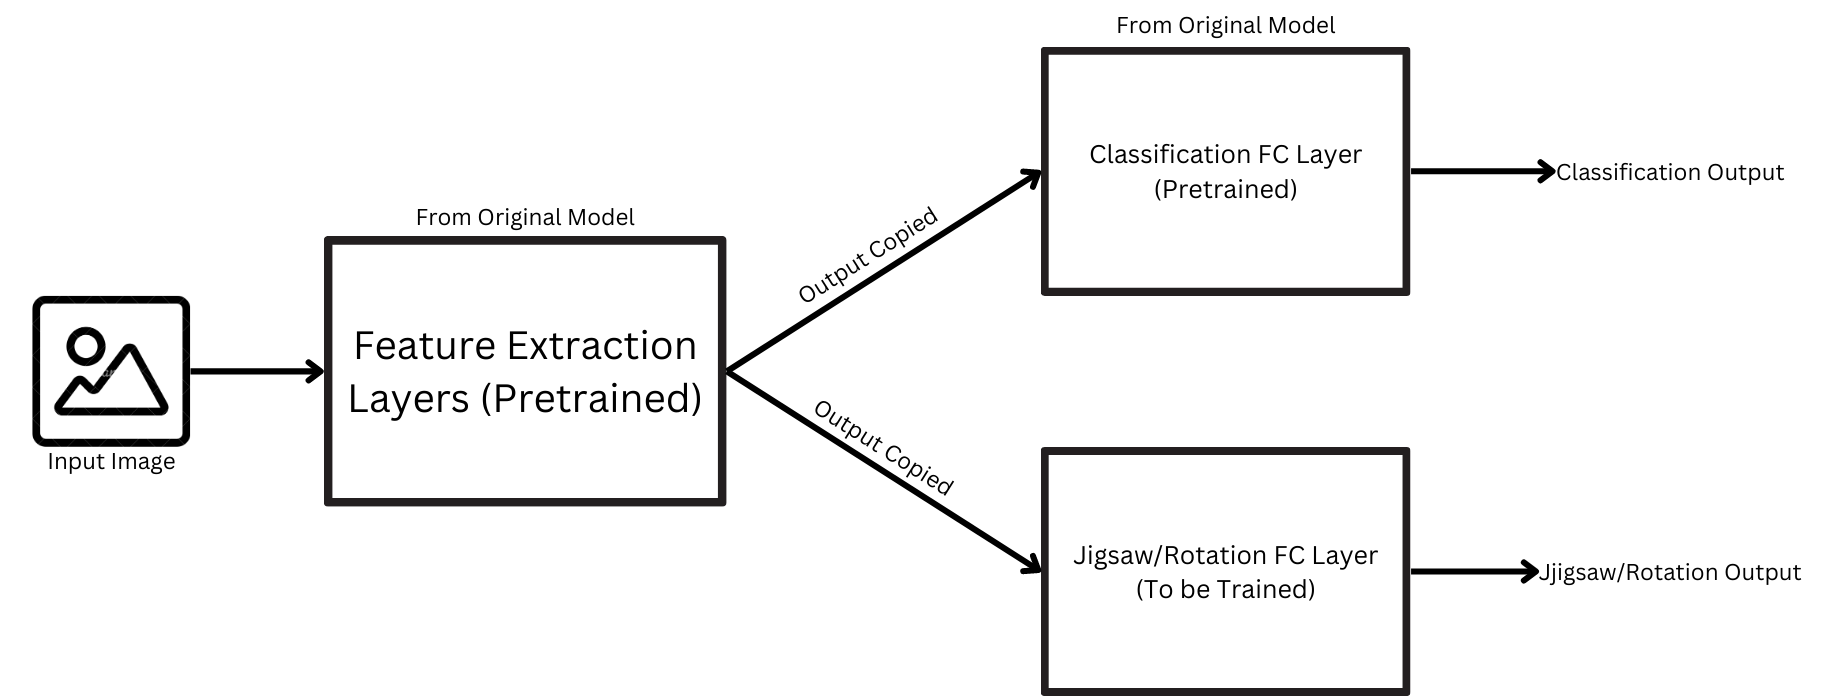 From Original Model
Classification FC Layer
(Pretrained)
Classification Output
Output Copied
From Original Model
Feature Extraction
Layers (Pretrained)
Input Image
Output Copied
Jigsaw/Rotation FC Layer
(To be Trained)
Jjigsaw/Rotation Output